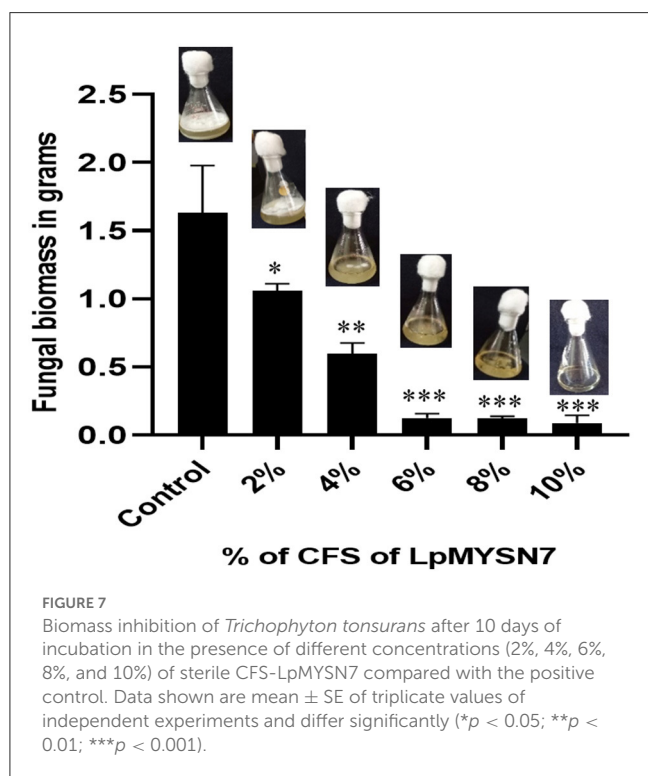 2.5
2.0
1.5
1.0
0.5
0.0
Fungal biomass in grams
*
**
***
***
***
Control
2%
4%
6%
8%
10%
% of CFS of LpMYSN7
FIGURE 7
Biomass inhibition of Trichophyton tonsurans after 10 days of
incubation in the presence of different concentrations (2%, 4%, 6%,
8%, and 10%) of sterile CFS-LpMYSN7 compared with the positive
control. Data shown are mean ± SE of triplicate values of
independent experiments and differ significantly (*p < 0.05; **p <
0.01; ***p < 0.001).